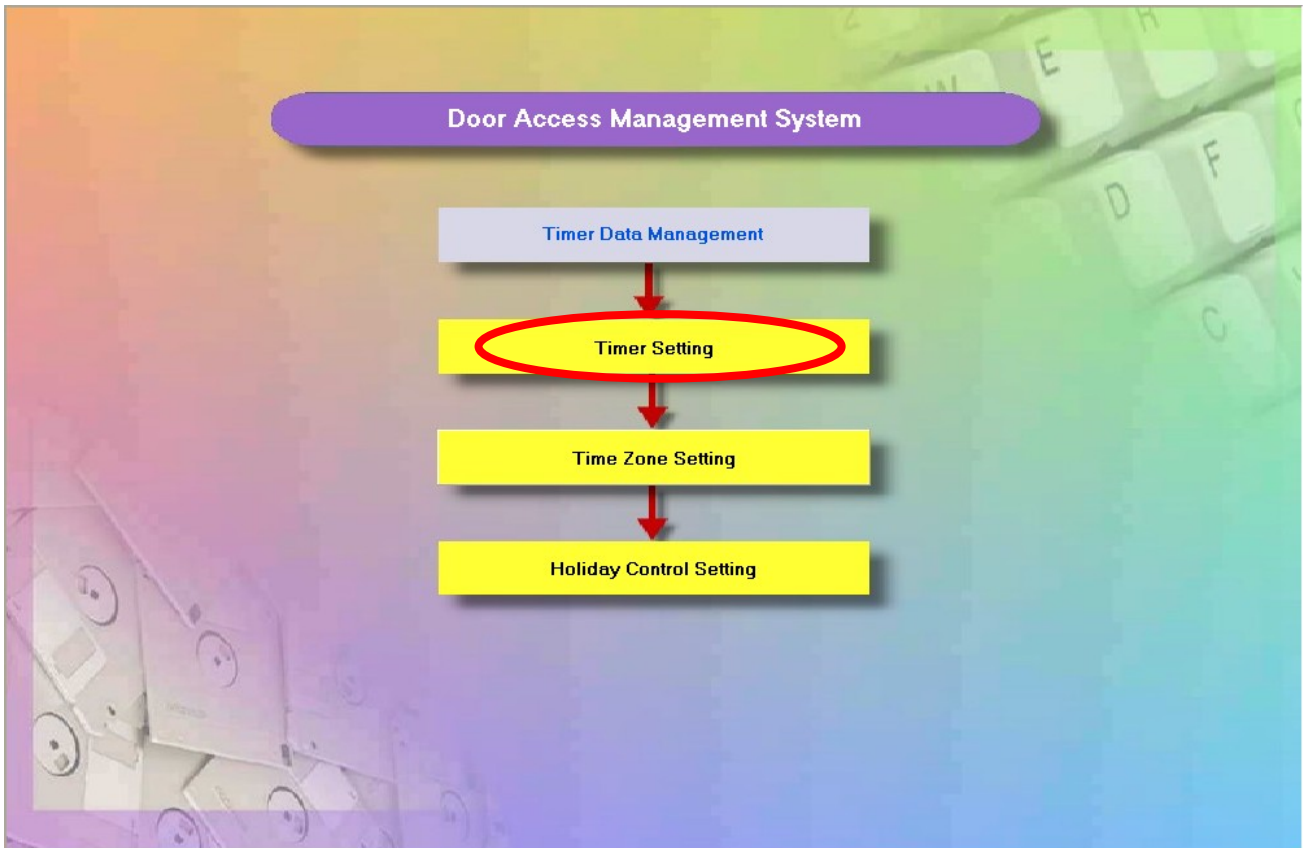 Door Access Management System
Timer Data Management
Timer Setting
Time Zone Setting
Holiday Control Setting
W E R
D F
C